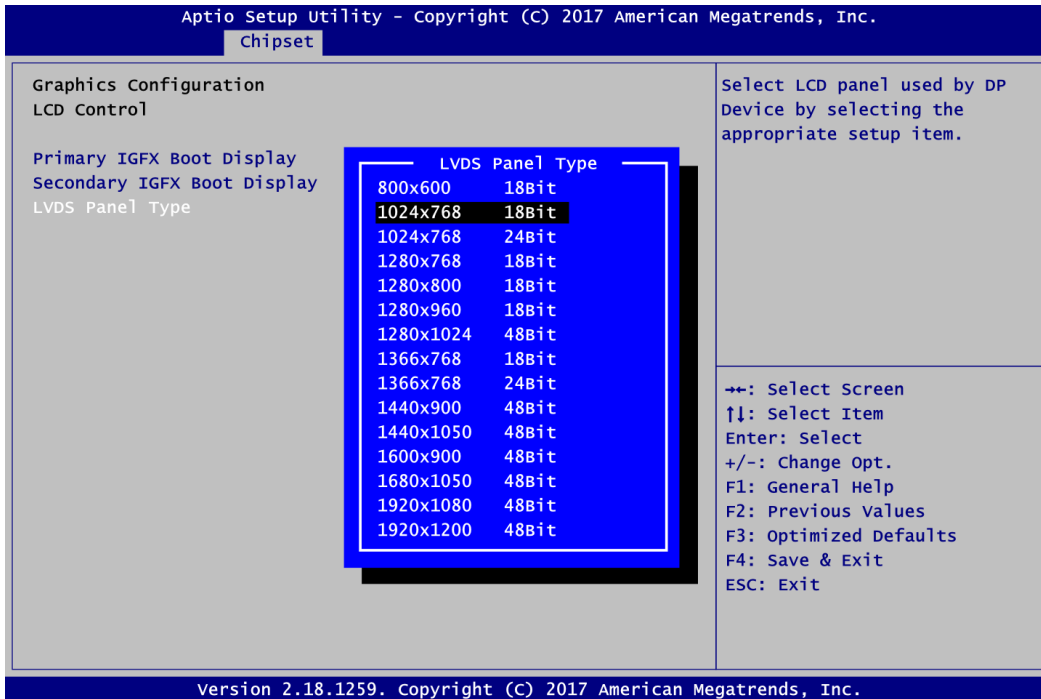 Aptio Setup Utility - Copyright (C) 2017 American Megatrends, Inc.
Chipset
Graphics Configuration
LCD Control
Primary IGFX Boot Display
Secondary IGFX Boot Display
LVDS Panel Type
LVDS Panel Type
800x600 18Bit
1024x768 18Bit
1024x768 24Bit
1280x768 18Bit
1280x800 18Bit
1280x960 18Bit
1280x1024 48Bit
1366x768 18Bit
1366x768 24Bit
1440x900 48Bit
1440x1050 48Bit
1600x900 48Bit
1680x1050 48Bit
1920x1080 48Bit
1920x1200 48Bit
Select LCD panel used by DP
Device by selecting the
appropriate setup item.
→←: Select Screen
↑↓: Select Item
Enter: Select
+/-: Change Opt.
F1: General Help
F2: Previous Values
F3: Optimized Defaults
F4: Save & Exit
ESC: Exit
Version 2.18.1259. Copyright (C) 2017 American Megatrends, Inc.